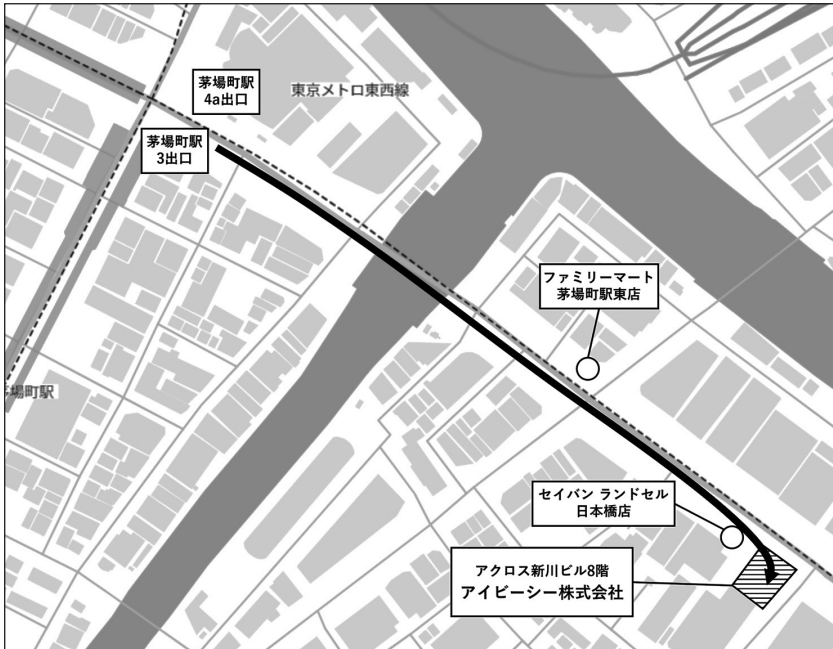 茅場町駅
4a出口
東京メトロ東西線
茅場町駅
3出口
ファミリーマート
茅場町駅東店
場町駅
セイバン ランドセル
日本橋店
アクロス新川ビル8階
アイビーシー株式会社